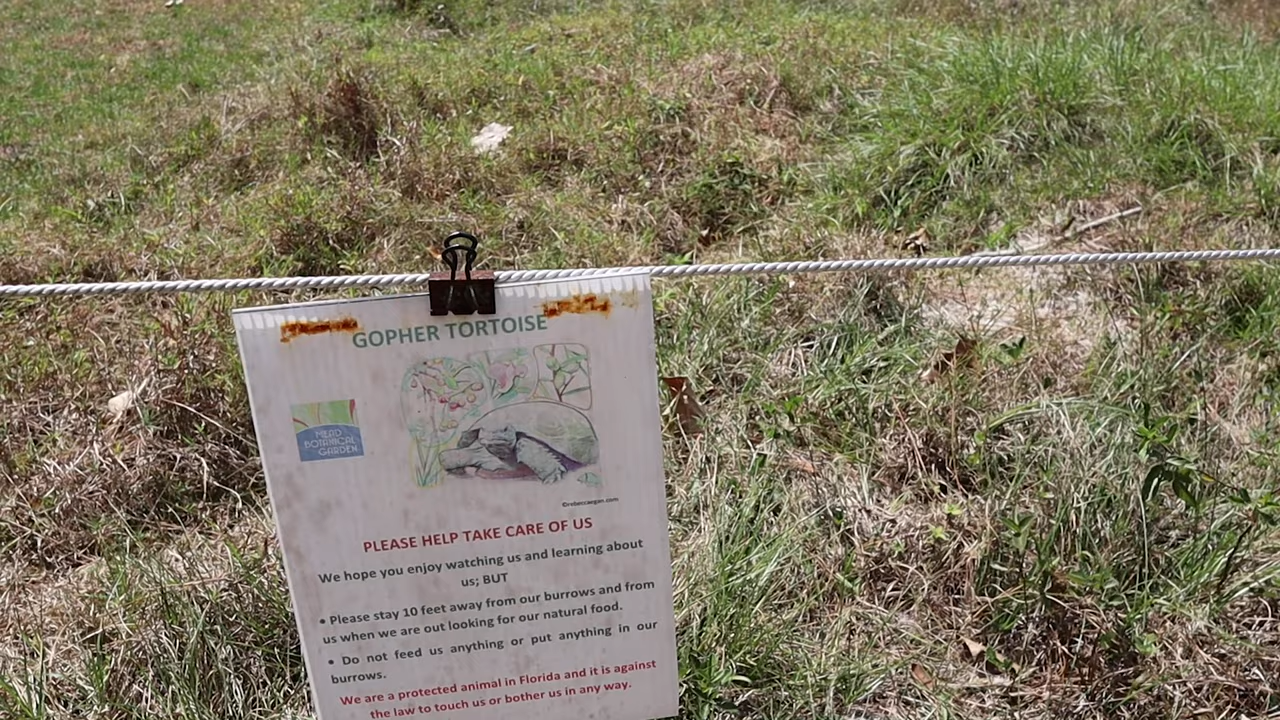 GOPHER TORTOISE
MEAD
BOTANICAL
GARDEN
©rebeccaegan.com
PLEASE HELP TAKE CARE OF US
We hope you enjoy watching us and learning about
us; BUT
• Please stay 10 feet away from our burrows and from
us when we are out looking for our natural food.
• Do not feed us anything or put anything in our
burrows.
We are a protected animal in Florida and it is against
the law to touch us or bother us in any way.